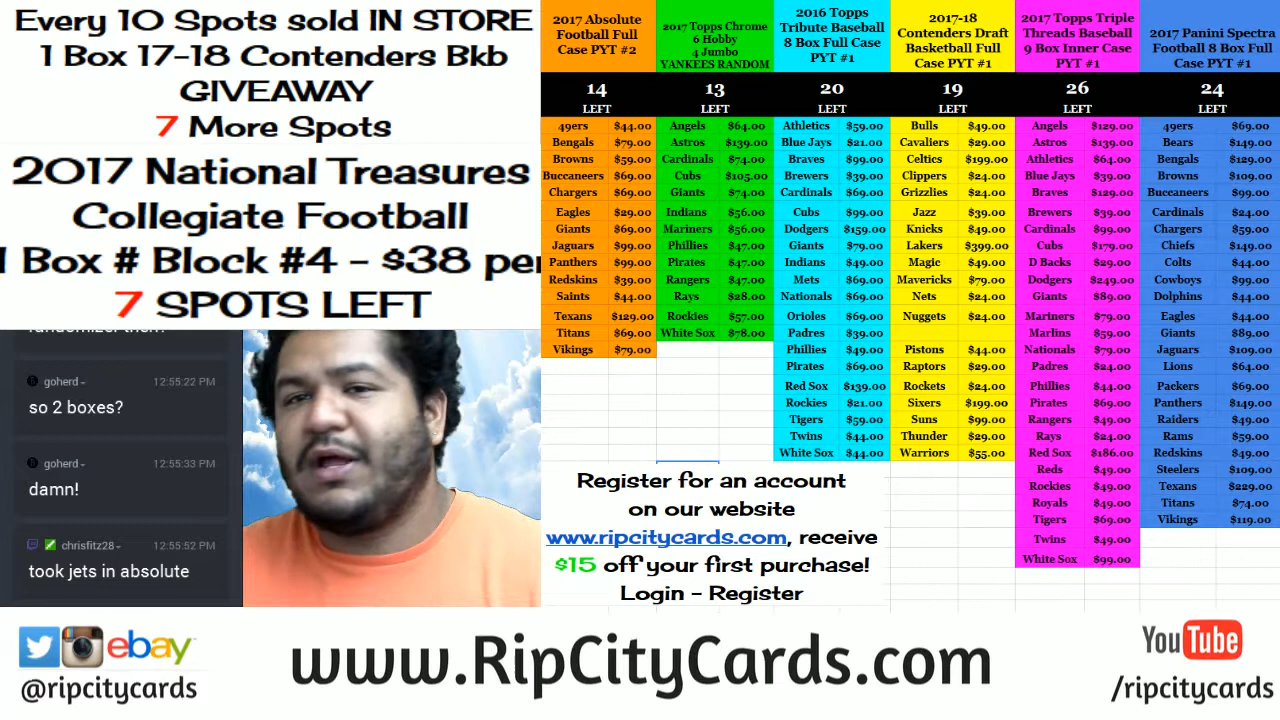 Every 10 Spots sold IN STORE
1 Box 17-18 Contenders Bkb
GIVEAWAY
7 More Spots
2017 National Treasures
Collegiate Football
1 Box # Block #4 - $38 per
7 SPOTS LEFT
goherd
12:55:22 PM
so 2 boxes?
goherd
12:55:33 PM
damn!
chrisfitz28
12:55:52 PM
took jets in absolute
2017 Absolute
Football Full
Case PYT #2
14
LEFT
49ers $44.00
Bengals $79.00
Browns $59.00
Buccaneers $69.00
Chargers $69.00
Eagles $29.00
Giants $69.00
Jaguars $99.00
Panthers $99.00
Redskins $39.00
Saints $44.00
Texans $129.00
Titans $69.00
Vikings $79.00
2017 Topps Chrome
6 Hobby
4 Jumbo
YANKEES RANDOM
13
LEFT
Angels $64.00
Astros $139.00
Cardinals $74.00
Cubs $105.00
Giants $74.00
Indians $56.00
Mariners $56.00
Phillies $47.00
Pirates $47.00
Rangers $47.00
Rays $28.00
Rockies $57.00
White Sox $78.00
2016 Topps
Tribute Baseball
8 Box Full Case
PYT #1
20
LEFT
Athletics $59.00
Blue Jays $21.00
Braves $99.00
Brewers $39.00
Cardinals $69.00
Cubs $99.00
Dodgers $159.00
Giants $79.00
Indians $49.00
Mets $69.00
Nationals $69.00
Orioles $69.00
Padres $39.00
Phillies $49.00
Pirates $69.00
Red Sox $139.00
Rockies $21.00
Tigers $59.00
Twins $44.00
White Sox $44.00
2017-18
Contenders Draft
Basketball Full
Case PYT #1
19
LEFT
Bulls $49.00
Cavaliers $29.00
Celtics $199.00
Clippers $24.00
Grizzlies $24.00
Jazz $39.00
Knicks $49.00
Lakers $399.00
Magic $49.00
Mavericks $79.00
Nets $24.00
Nuggets $24.00
Pistons $44.00
Raptors $29.00
Rockets $24.00
Sixers $199.00
Suns $99.00
Thunder $29.00
Warriors $55.00
2017 Topps Triple
Threads Baseball
9 Box Inner Case
PYT #1
26
LEFT
Angels $129.00
Astros $139.00
Athletics $64.00
Blue Jays $39.00
Braves $129.00
Brewers $39.00
Cardinals $99.00
Cubs $179.00
D Backs $29.00
Dodgers $249.00
Giants $89.00
Mariners $79.00
Marlins $59.00
Nationals $79.00
Padres $24.00
Phillies $44.00
Pirates $69.00
Rangers $49.00
Rays $24.00
Red Sox $186.00
Reds $49.00
Rockies $49.00
Royals $49.00
Tigers $69.00
Twins $49.00
White Sox $99.00
2017 Panini Spectra
Football 8 Box Full
Case PYT #1
24
LEFT
49ers $69.00
Bears $149.00
Bengals $129.00
Browns $109.00
Buccaneers $99.00
Cardinals $24.00
Chargers $59.00
Chiefs $149.00
Colts $44.00
Cowboys $99.00
Dolphins $44.00
Eagles $44.00
Giants $89.00
Jaguars $109.00
Lions $64.00
Packers $69.00
Panthers $149.00
Raiders $49.00
Rams $59.00
Redskins $49.00
Steelers $109.00
Texans $229.00
Titans $74.00
Vikings $119.00
Register for an account
on our website
www.ripcitycards.com, receive
$15 off your first purchase!
Login - Register
ebay
@ripcitycards
www.RipCityCards.com
YouTube
/ripcitycards